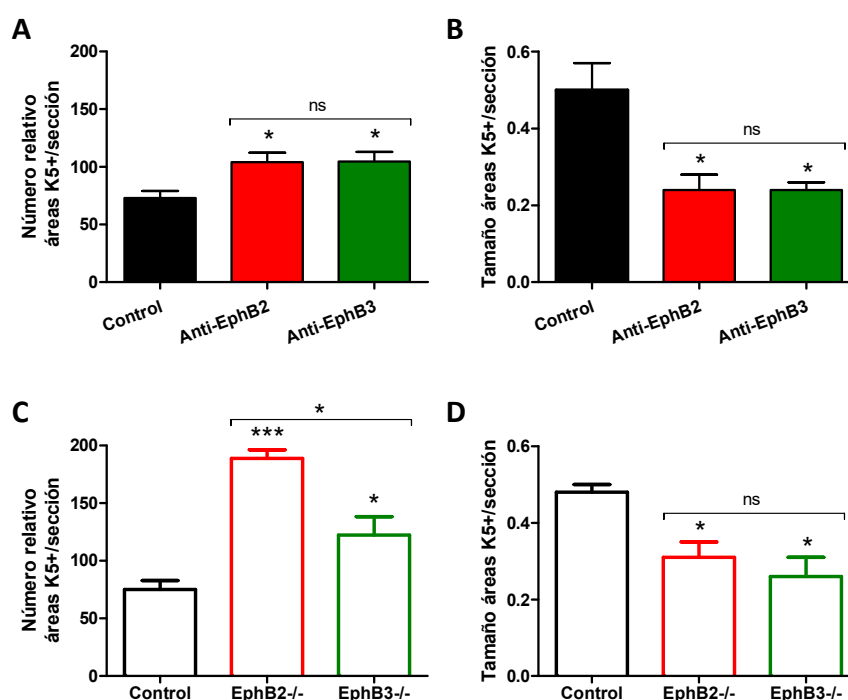 A
Número relativo
áreas K5+/sección
200
150
100
50
0
ns
*
*
Control
Anti-EphB2
Anti-EphB3
B
Tamaño áreas K5+/sección
0.6
0.4
0.2
0.0
ns
*
*
Control
Anti-EphB2
Anti-EphB3
C
Número relativo
áreas K5+/sección
200
150
100
50
0
*
***
*
Control
EphB2-/-
EphB3-/-
D
Tamaño áreas K5+/sección
0.6
0.4
0.2
0.0
ns
*
*
Control
EphB2-/-
EphB3-/-